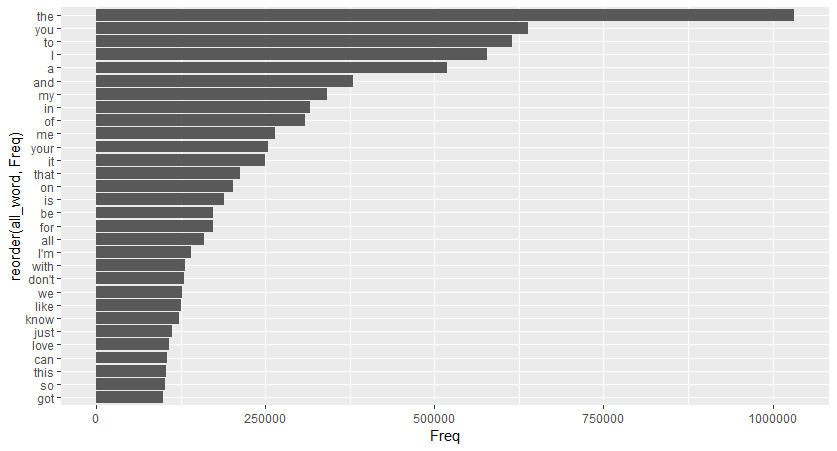 the
you
to
I
a
and
my
in
of
me
your
it
that
on
is
be
for
all
I'm
with
don't
we
like
know
just
love
can
this
so
got
reorder(all_word, Freq)
0 250000 500000 750000 1000000
Freq